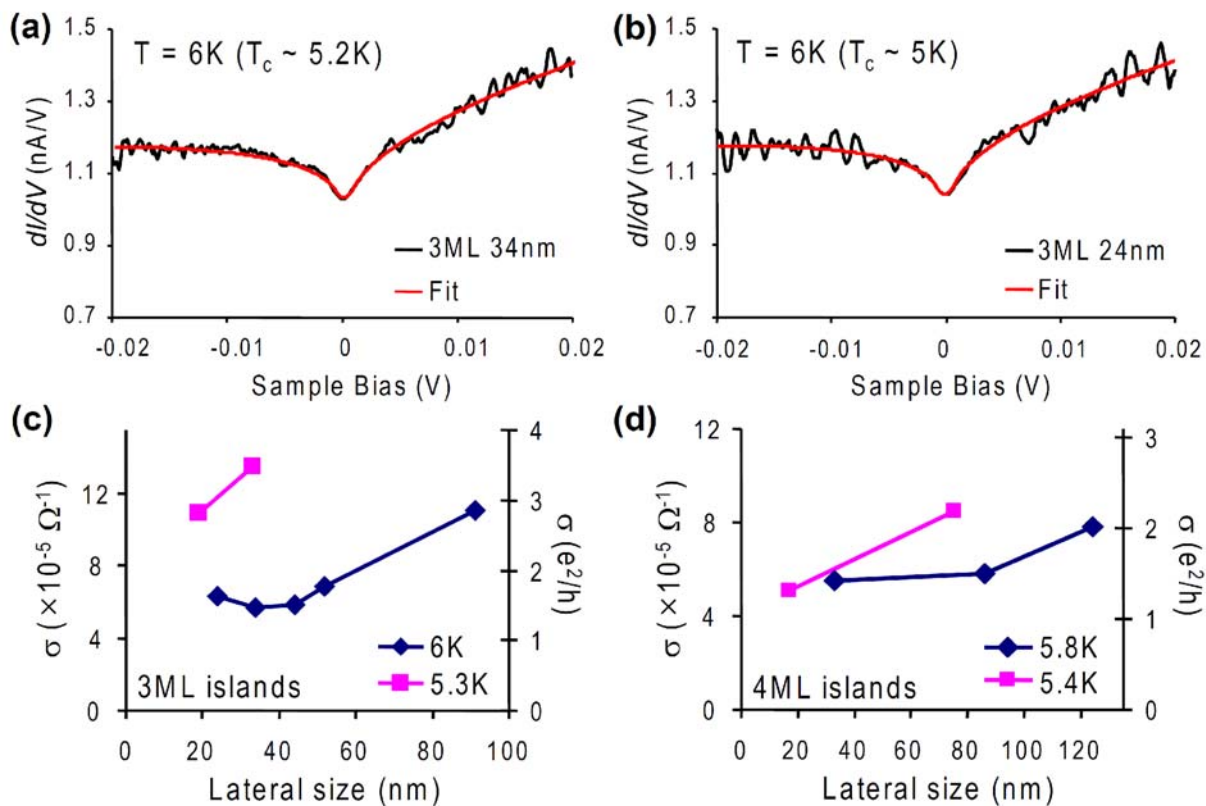 (a)
T = 6K (Tc ~ 5.2K)
1.5
1.3
1.1
0.9
0.7
dI/dV (nA/V)
3ML 34nm
Fit
-0.02
-0.01
0
0.01
0.02
Sample Bias (V)
(b)
T = 6K (Tc ~ 5K)
1.5
1.3
1.1
0.9
0.7
dI/dV (nA/V)
3ML 24nm
Fit
-0.02
-0.01
0
0.01
0.02
Sample Bias (V)
(c)
12
8
4
0
σ (×10⁻⁵ Ω⁻¹)
4
3
2
1
0
σ (e²/h)
6K
5.3K
3ML islands
0
20
40
60
80
100
Lateral size (nm)
(d)
12
8
4
0
σ (×10⁻⁵ Ω⁻¹)
3
2
1
0
σ (e²/h)
5.8K
5.4K
4ML islands
0
20
40
60
80
100
120
Lateral size (nm)